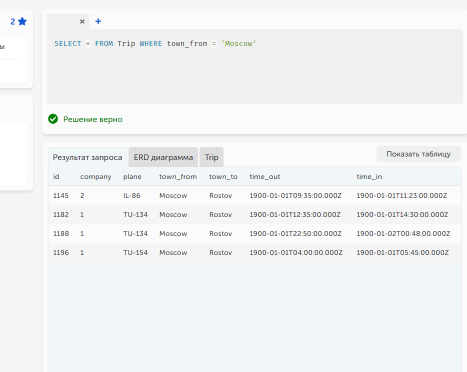 2
ы
× +
SELECT * FROM Trip WHERE town_from = 'Moscow'
Решение верно
Результат запроса ERD диаграмма Trip Показать таблицу
id company plane town_from town_to time_out time_in
1145 2 IL-86 Moscow Rostov 1900-01-01T09:35:00.000Z 1900-01-01T11:23:00.000Z
1182 1 TU-134 Moscow Rostov 1900-01-01T12:35:00.000Z 1900-01-01T14:30:00.000Z
1188 1 TU-134 Moscow Rostov 1900-01-01T22:50:00.000Z 1900-01-02T00:48:00.000Z
1196 1 TU-154 Moscow Rostov 1900-01-01T04:00:00.000Z 1900-01-01T05:45:00.000Z